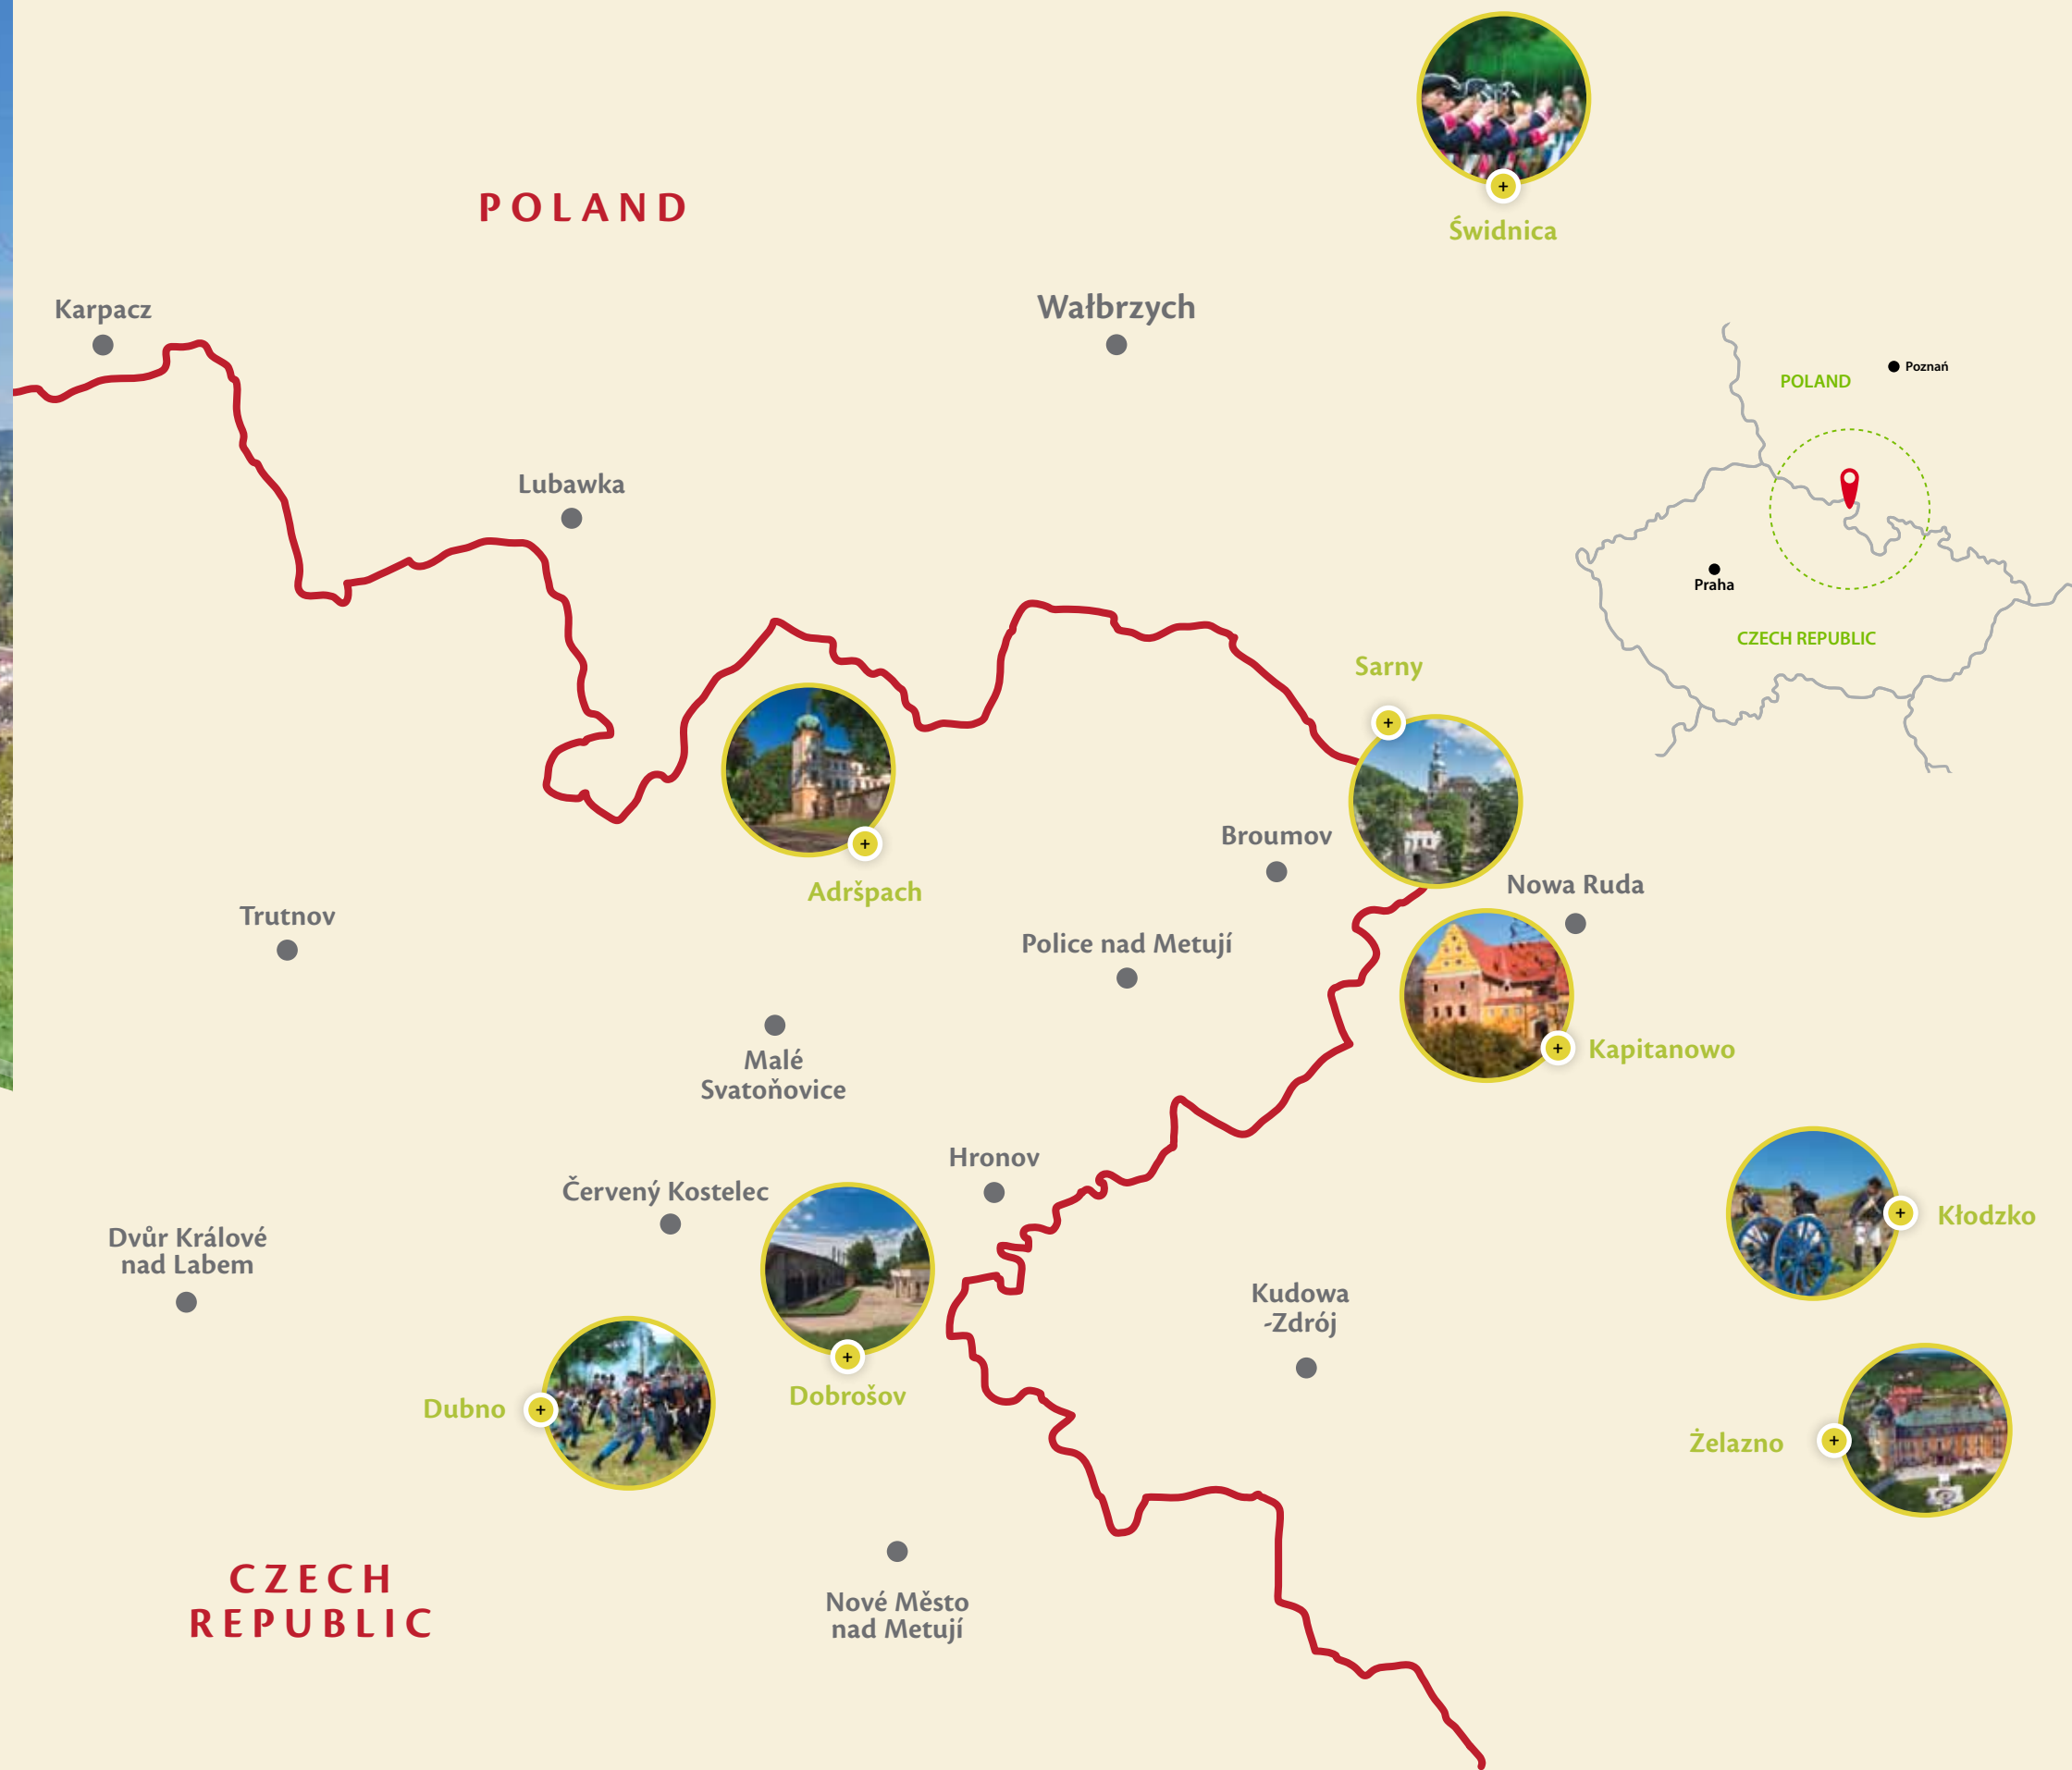 POLAND
Świdnica
Karpacz
Wałbrzych
Poznań
POLAND
Lubawka
Praha
CZECH REPUBLIC
Sarny
Broumov
Nowa Ruda
Adršpach
Trutnov
Police nad Metují
Malé
Svatoňovice
Kapitanowo
Hronov
Červený Kostelec
Kłodzko
Dvůr Králové
nad Labem
Kudowa
-Zdrój
Dubno
Dobrošov
Żelazno
CZECH
REPUBLIC
Nové Město
nad Metují